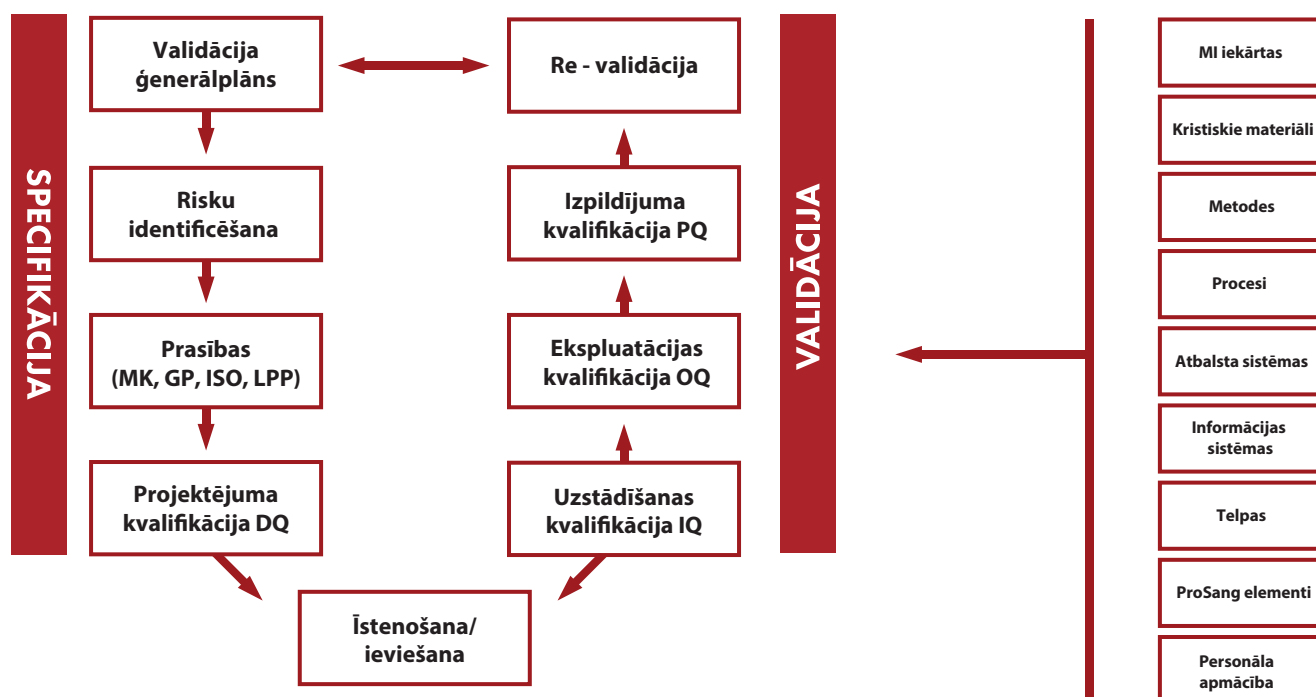 SPECIFIKĀCIJA
Validācija
ģenerālplāns
Risku
identificēšana
Prasības
(MK, GP, ISO, LPP)
Projektējuma
kvalifikācija DQ
Īstenošana/
ieviešana
Re - validācija
Izpildījuma
kvalifikācija PQ
Ekspluatācijas
kvalifikācija OQ
Uzstādīšanas
kvalifikācija IQ
VALIDĀCIJA
MI iekārtas
Kristiskie materiāli
Metodes
Procesi
Atbalsta sistēmas
Informācijas
sistēmas
Telpas
ProSang elementi
Personāla
apmācība